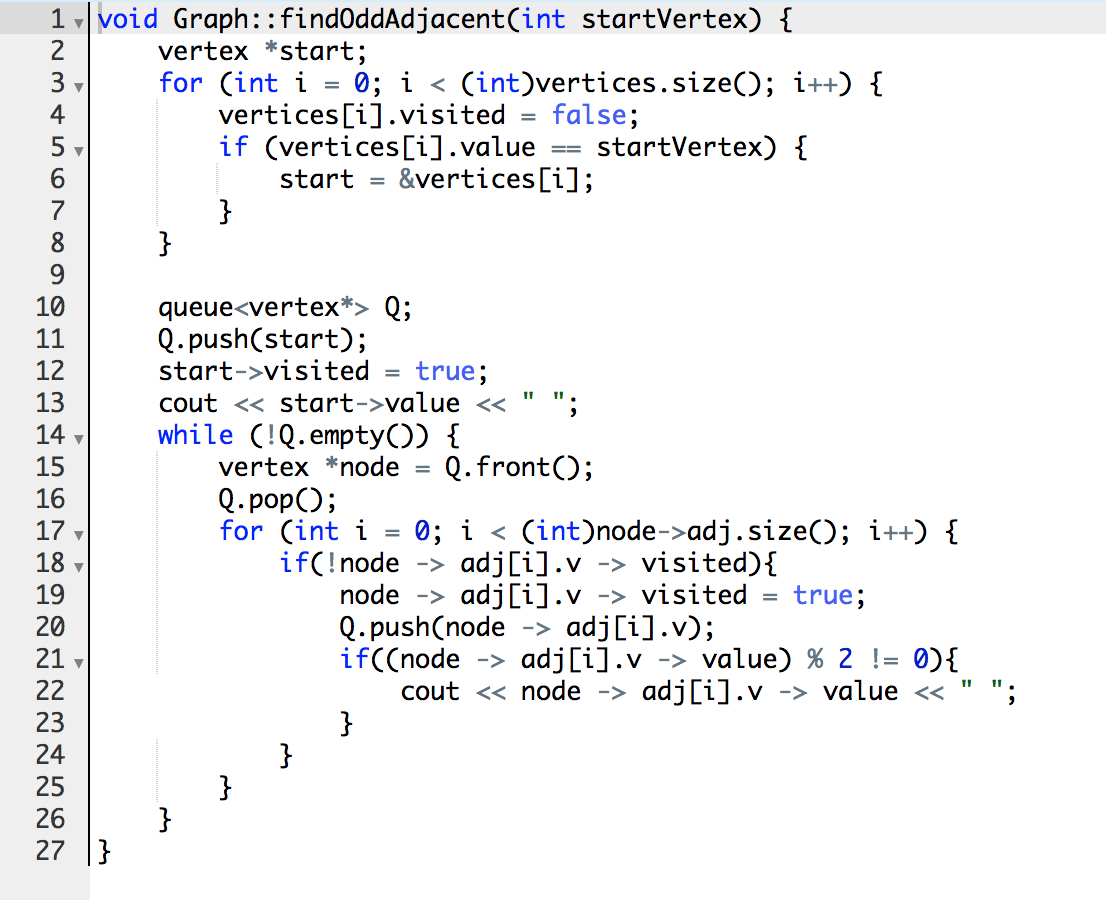 1 void Graph::findOddAdjacent(int startVertex) {
2     vertex *start;
3     for (int i = 0; i < (int)vertices.size(); i++) {
4         vertices[i].visited = false;
5         if (vertices[i].value == startVertex) {
6             start = &vertices[i];
7         }
8     }
9
10     queue<vertex*> Q;
11     Q.push(start);
12     start->visited = true;
13     cout << start->value << " ";
14     while (!Q.empty()) {
15         vertex *node = Q.front();
16         Q.pop();
17         for (int i = 0; i < (int)node->adj.size(); i++) {
18             if(!node -> adj[i].v -> visited){
19                 node -> adj[i].v -> visited = true;
20                 Q.push(node -> adj[i].v);
21                 if((node -> adj[i].v -> value) % 2 != 0){
22                     cout << node -> adj[i].v -> value << " ";
23                 }
24             }
25         }
26     }
27 }